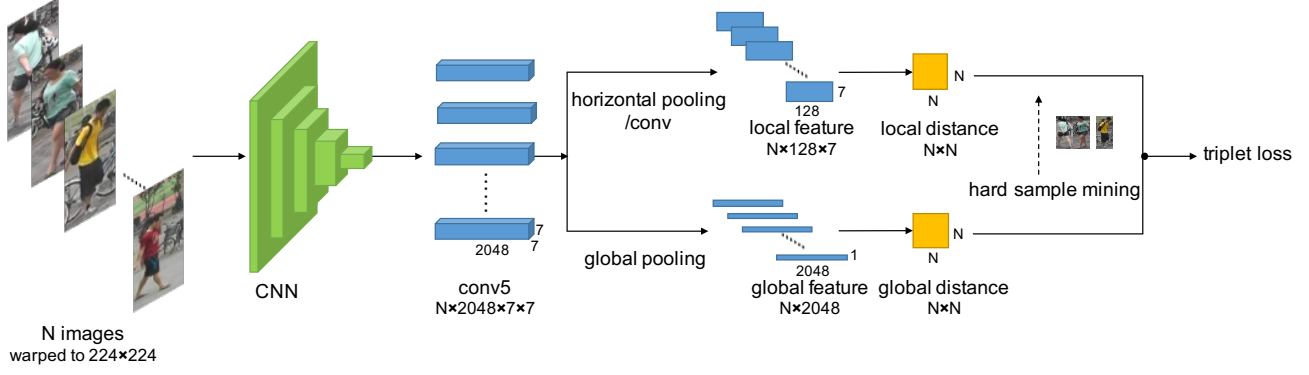 N images
warped to 224×224
CNN
2048
7
7
conv5
N×2048×7×7
horizontal pooling
/conv
global pooling
128
7
local feature
N×128×7
2048
1
global feature
N×2048
N
N
local distance
N×N
N
N
global distance
N×N
hard sample mining
triplet loss